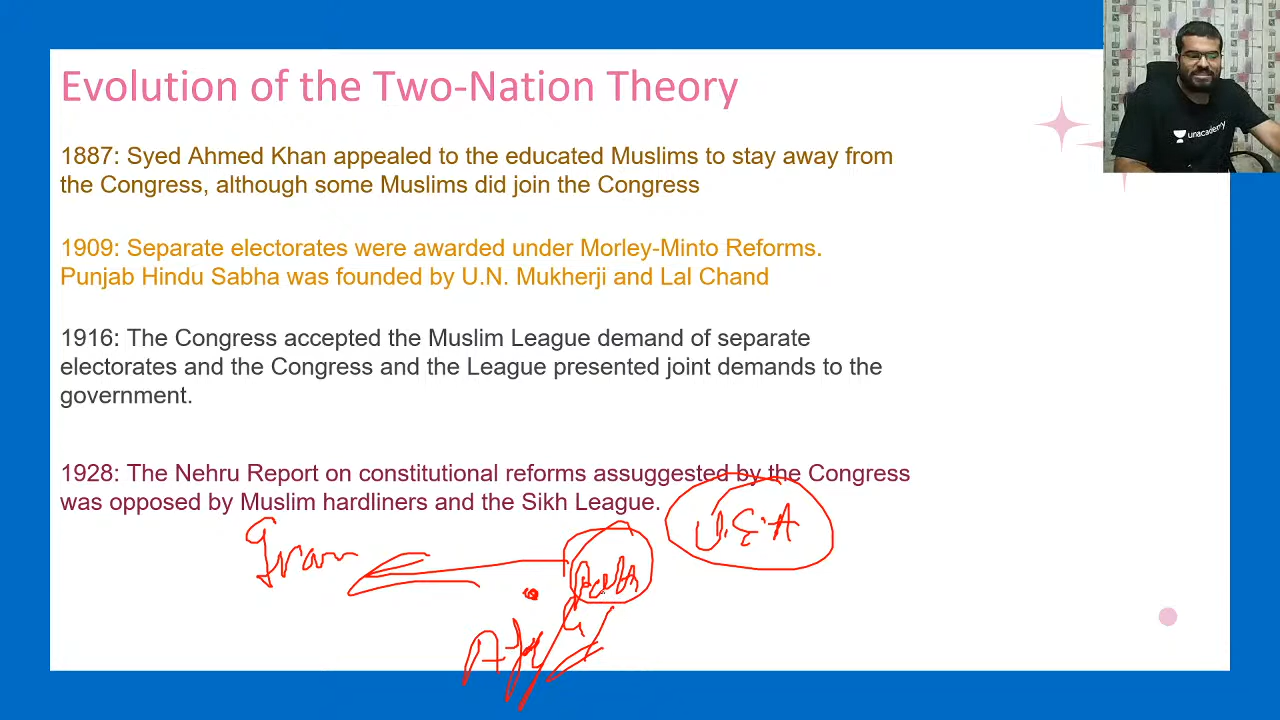 Evolution of the Two-Nation Theory
unacademy
1887: Syed Ahmed Khan appealed to the educated Muslims to stay away from
the Congress, although some Muslims did join the Congress
1909: Separate electorates were awarded under Morley-Minto Reforms.
Punjab Hindu Sabha was founded by U.N. Mukherji and Lal Chand
1916: The Congress accepted the Muslim League demand of separate
electorates and the Congress and the League presented joint demands to the
government.
1928: The Nehru Report on constitutional reforms assuggested by the Congress
was opposed by Muslim hardliners and the Sikh League.
U.S.A
Iran